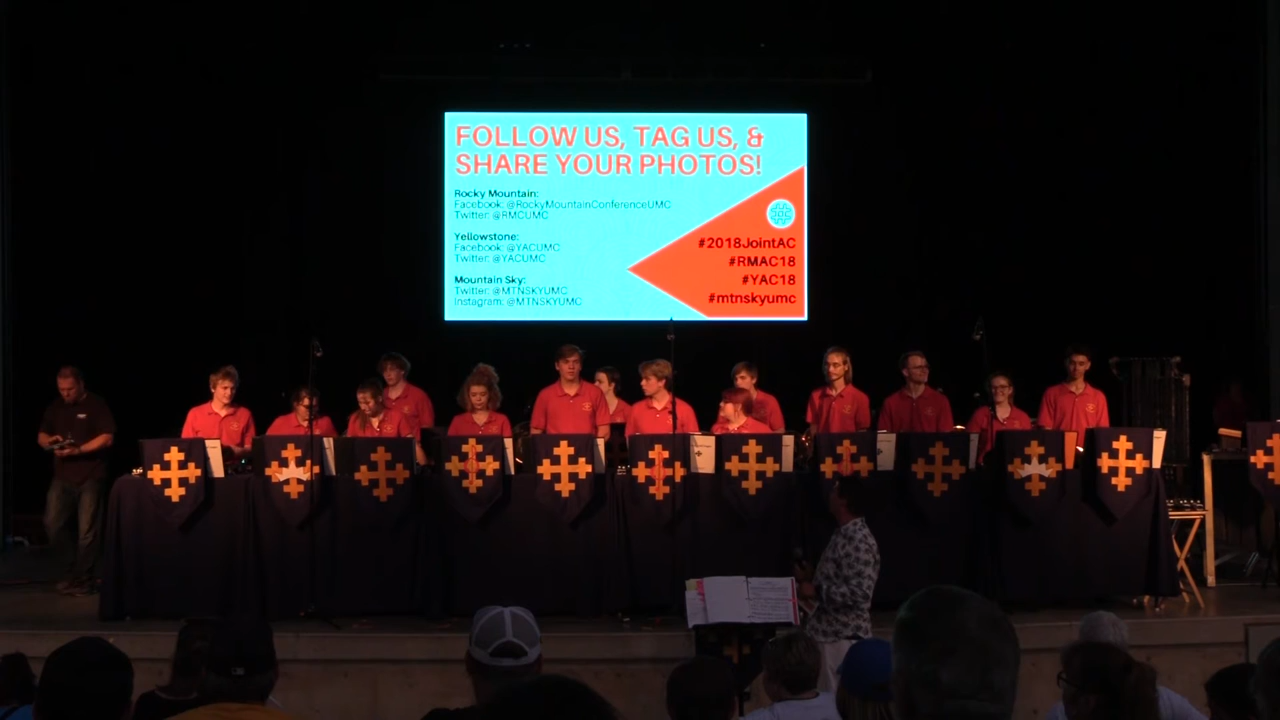 FOLLOW US, TAG US, &
SHARE YOUR PHOTOS!
Rocky Mountain:
Facebook: @RockyMountainConferenceUMC
Twitter: @RMCUMC
Yellowstone:
Facebook: @YACUMC
Twitter: @YACUMC
Mountain Sky:
Twitter: @MTNSKYUMC
Instagram: @MTNSKYUMC
#2018JointAC
#RMAC18
#YAC18
#mtnskyumc